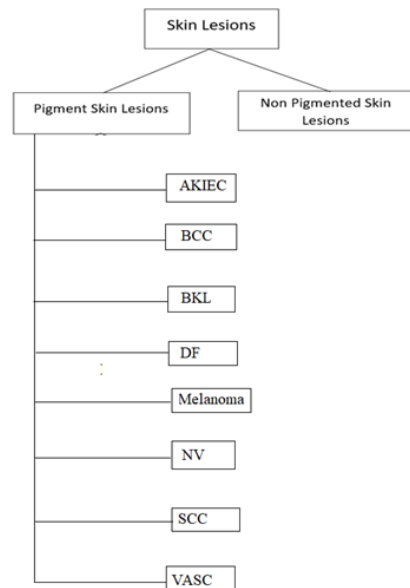 Skin Lesions
Pigment Skin Lesions
Non Pigmented Skin
Lesions
AKIEC
BCC
BKL
DF
Melanoma
NV
SCC
VASC